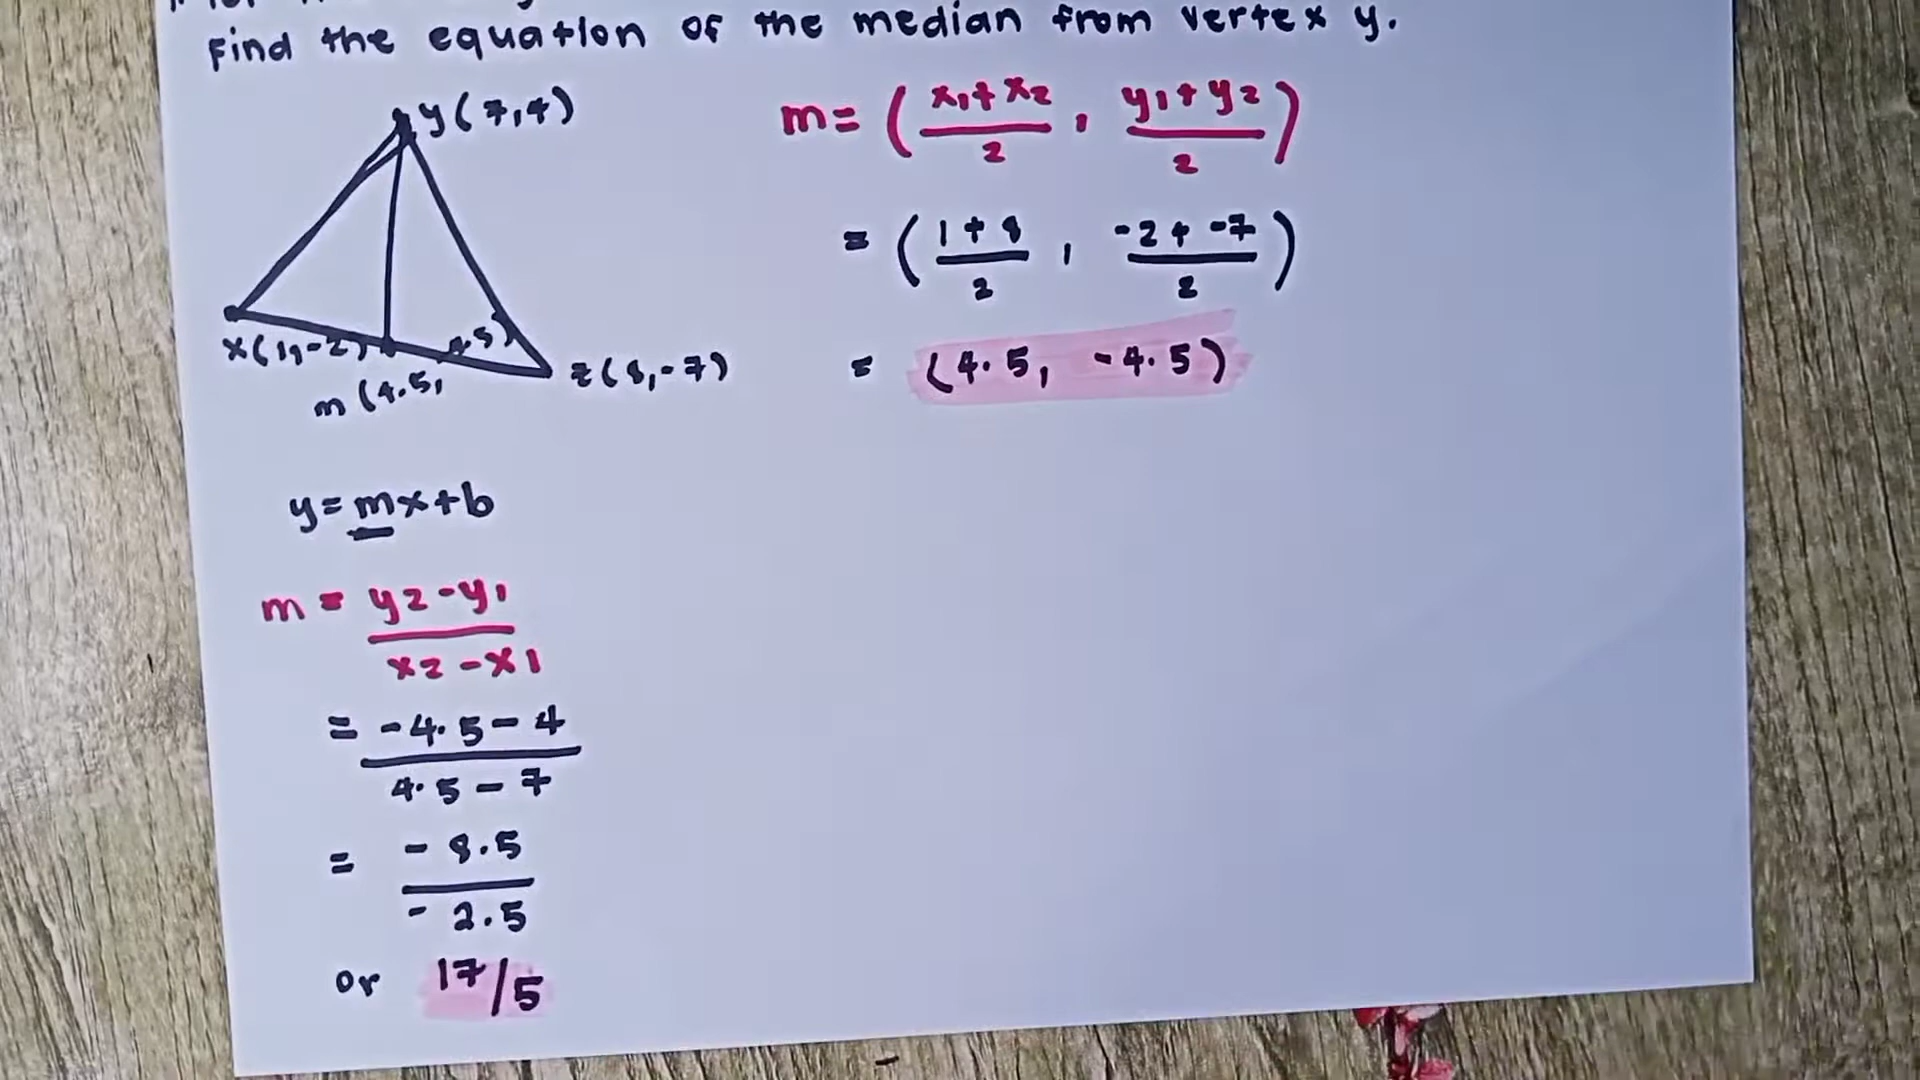 Find the equation of the median from vertex y.
y(7,4)
x(1,-2)
m(4.5,
4.5)
z(8,-7)
m= (x1+x2/2, y1+y2/2)
= (1+8/2, -2+-7/2)
= (4.5, -4.5)
y=mx+b
m = y2-y1/x2-x1
= -4.5-4/4.5-7
= -8.5/-2.5
or 17/5